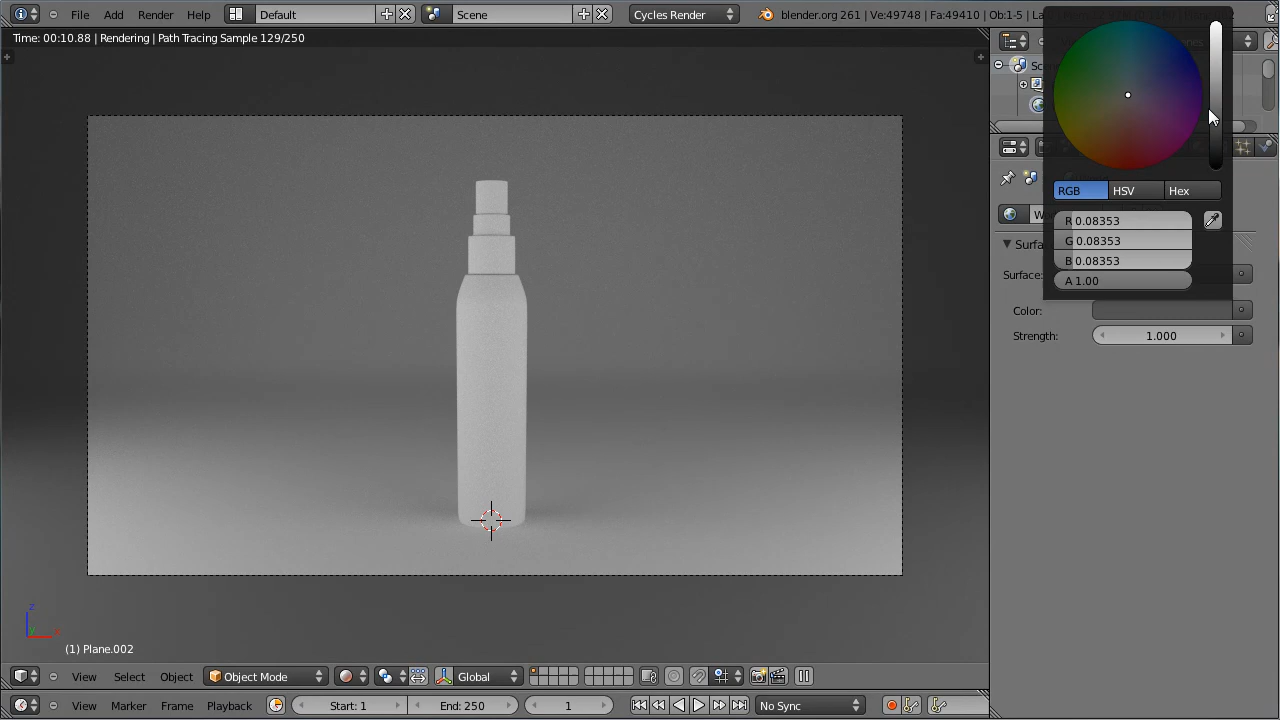 File Add Render Help Default Scene Cycles Render blender.org 261 | Ve:49748 | Fa:49410 | Ob:1-5 | La
Time: 00:10.88 | Rendering | Path Tracing Sample 129/250
RGB HSV Hex
R 0.08353
G 0.08353
B 0.08353
A 1.00
Surface:
Color:
Strength: 1.000
z
y
x
(1) Plane.002
View Select Object Object Mode Global
View Marker Frame Playback Start: 1 End: 250 1 No Sync